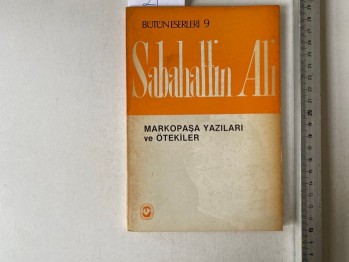 BÜTÜN ESERLERİ 9
Sabahattin Ali
MARKOPAŞA YAZILARI
ve ÖTEKİLER